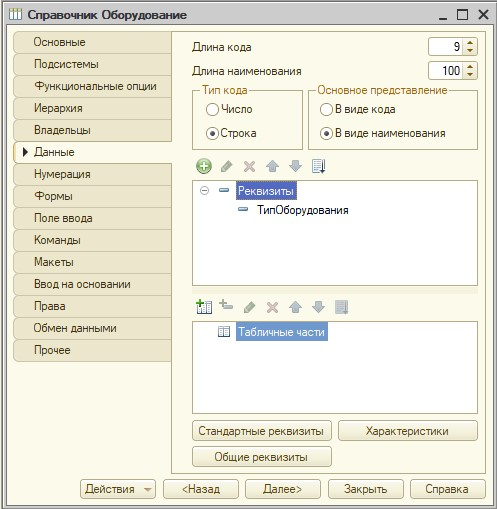 Справочник Оборудование
Основные
Подсистемы
Функциональные опции
Иерархия
Владельцы
Данные
Нумерация
Формы
Поле ввода
Команды
Макеты
Ввод на основании
Права
Обмен данными
Прочее
Длина кода 9
Длина наименования 100
Тип кода
Число
Строка
Основное представление
В виде кода
В виде наименования
Реквизиты
ТипОборудования
Табличные части
Стандартные реквизиты Характеристики
Общие реквизиты
Действия <Назад Далее> Закрыть Справка